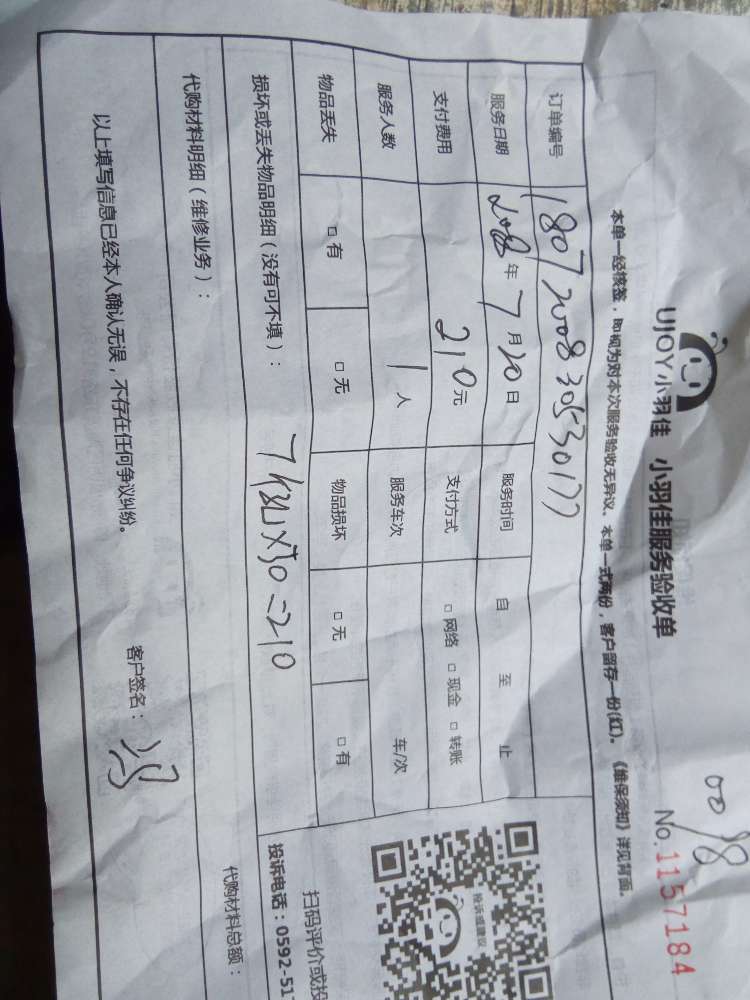 UJOY小羽佳 小羽佳服务验收单 No.1157184
本单一经核签，即视为对本次服务验收无异议。本单一式两份，客户留存一份(红)。《维保须知》详见背面。
订单编号 180720083053017
服务日期 2018年7月20日 服务时间 自 至 止
支付费用 210元 支付方式 □网络 □现金 □转账
服务人数 1人 服务车次 车/次
物品丢失 □有 □无 物品损坏 □无 □有
损坏或丢失物品明细（没有可不填）：
×30=210
代购材料明细（维修业务）：
代购材料总额：
以上填写信息已经本人确认无误，不存在任何争议纠纷。 客户签名：
投诉或建议
扫码评价或投
投诉电话：0592-51